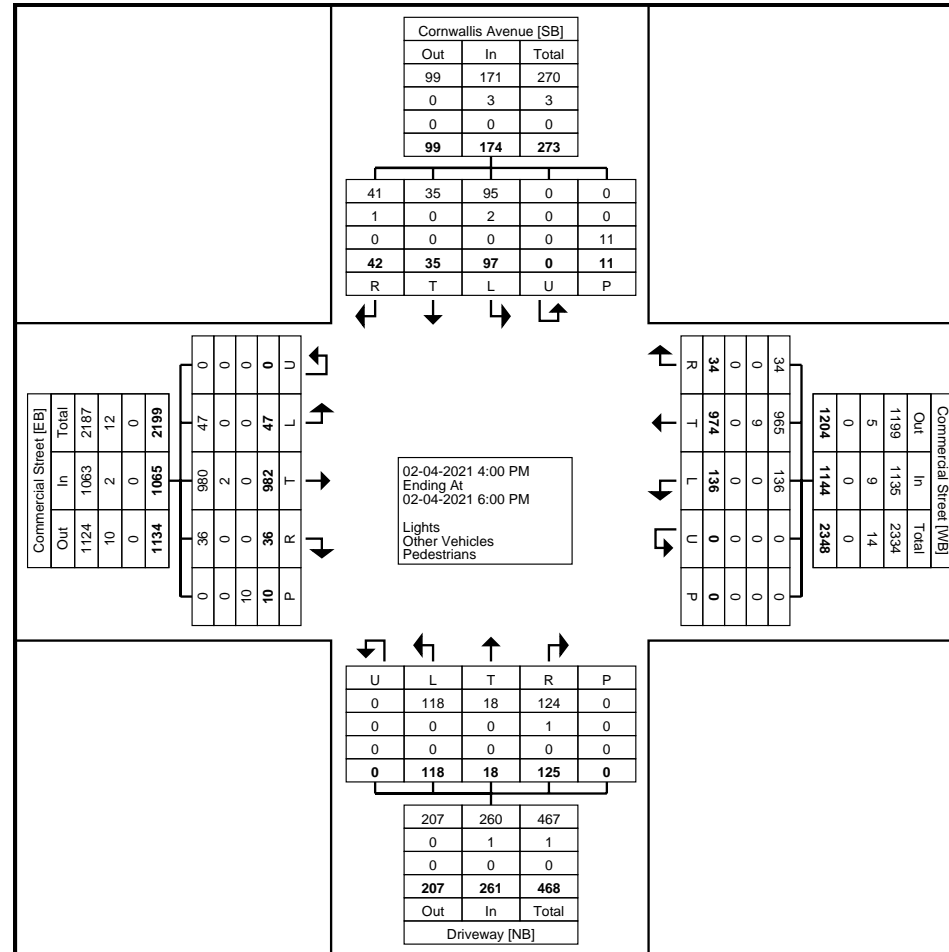 Cornwallis Avenue [SB]
Out In Total
99 171 270
0 3 3
0 0 0
99 174 273
41 35 95 0 0
1 0 2 0 0
0 0 0 0 11
42 35 97 0 11
R T L U P
Commercial Street [EB]
Total In Out
2187 1063 1124
12 2 10
0 0 0
2199 1065 1134
0 47 980 36 0
0 0 2 0 0
0 0 0 0 10
0 47 982 36 10
U L T R P
02-04-2021 4:00 PM
Ending At
02-04-2021 6:00 PM
Lights
Other Vehicles
Pedestrians
Commercial Street [WB]
Out In Total
1199 1135 2334
5 9 14
0 0 0
1204 1144 2348
34 965 136 0 0
0 9 0 0 0
0 0 0 0 0
34 974 136 0 0
R T L U P
U L T R P
0 118 18 124 0
0 0 0 1 0
0 0 0 0 0
0 118 18 125 0
207 260 467
0 1 1
0 0 0
207 261 468
Out In Total
Driveway [NB]